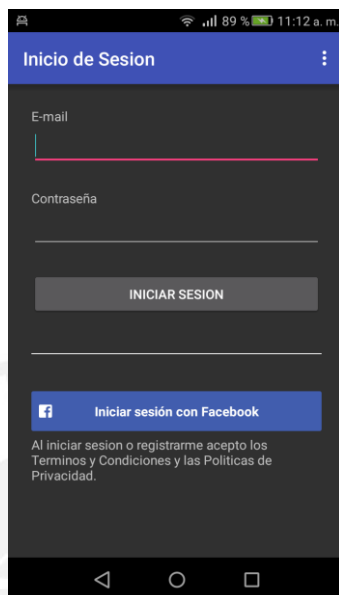 89 % 11:12 a. m.
Inicio de Sesion
E-mail
Contraseña
INICIAR SESION
Iniciar sesión con Facebook
Al iniciar sesion o registrarme acepto los
Terminos y Condiciones y las Politicas de
Privacidad.